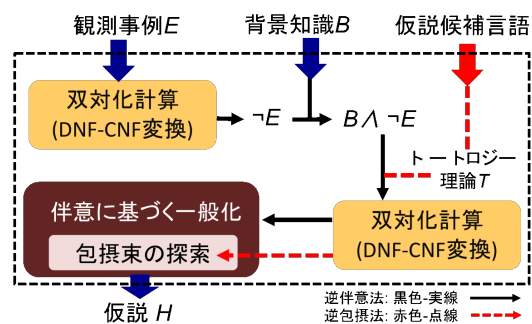 観測事例E
背景知識B
仮説候補言語
双対化計算
(DNF-CNF変換)
¬E
B∧ ¬E
トートロジー
理論T
伴意に基づく一般化
包摂束の探索
双対化計算
(DNF-CNF変換)
仮説 H
逆伴意法: 黒色-実線
逆包摂法: 赤色-点線